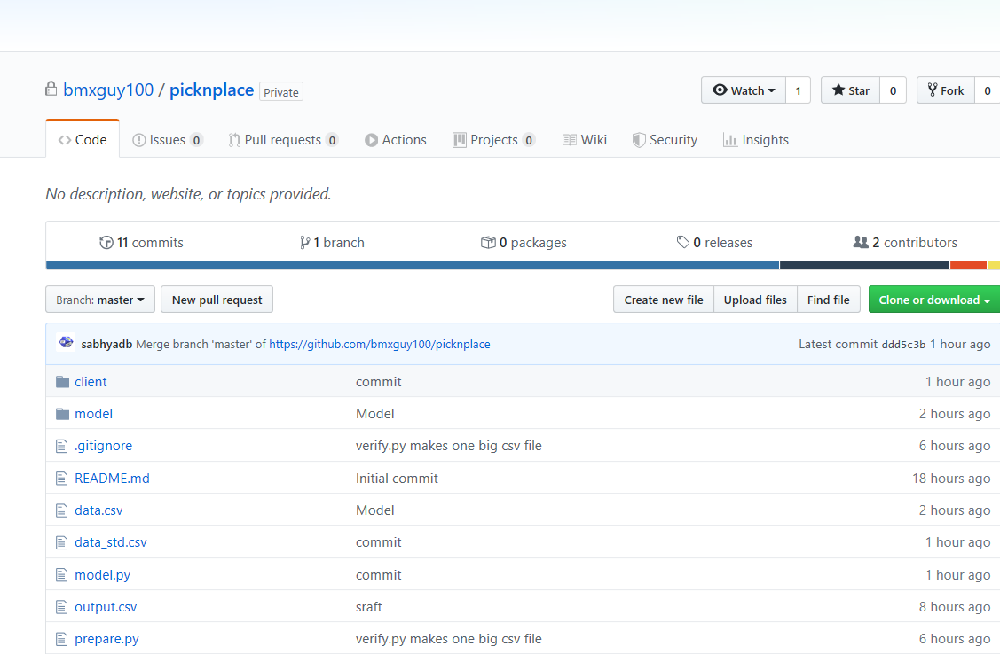 bmxguy100 / picknplace Private
Watch 1 Star 0 Fork 0
Code Issues 0 Pull requests 0 Actions Projects 0 Wiki Security Insights
No description, website, or topics provided.
11 commits 1 branch 0 packages 0 releases 2 contributors
Branch: master New pull request Create new file Upload files Find file Clone or download
sabhyadb Merge branch 'master' of https://github.com/bmxguy100/picknplace Latest commit ddd5c3b 1 hour ago
client commit 1 hour ago
model Model 2 hours ago
.gitignore verify.py makes one big csv file 6 hours ago
README.md Initial commit 18 hours ago
data.csv Model 2 hours ago
data_std.csv commit 1 hour ago
model.py commit 1 hour ago
output.csv sraft 8 hours ago
prepare.py verify.py makes one big csv file 6 hours ago